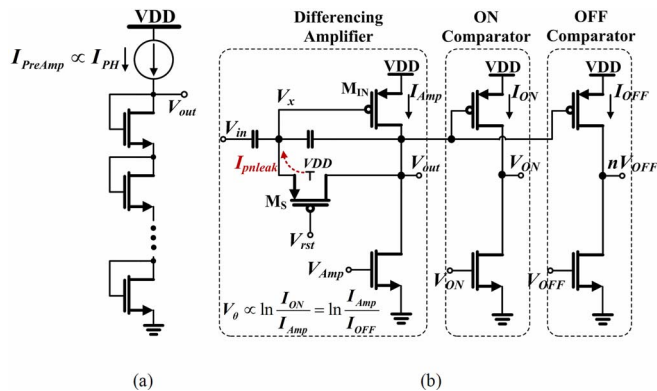 VDD
I_PreAmp ∝ I_PH
V_out
(a)
Differencing Amplifier
ON Comparator
OFF Comparator
VDD
VDD
VDD
M_IN
I_Amp
I_ON
I_OFF
V_x
V_in
I_pnleak
VDD
V_out
V_ON
nV_OFF
M_S
V_rst
V_Amp
V_ON
V_OFF
V_θ ∝ ln I_ON/I_Amp = ln I_Amp/I_OFF
(b)